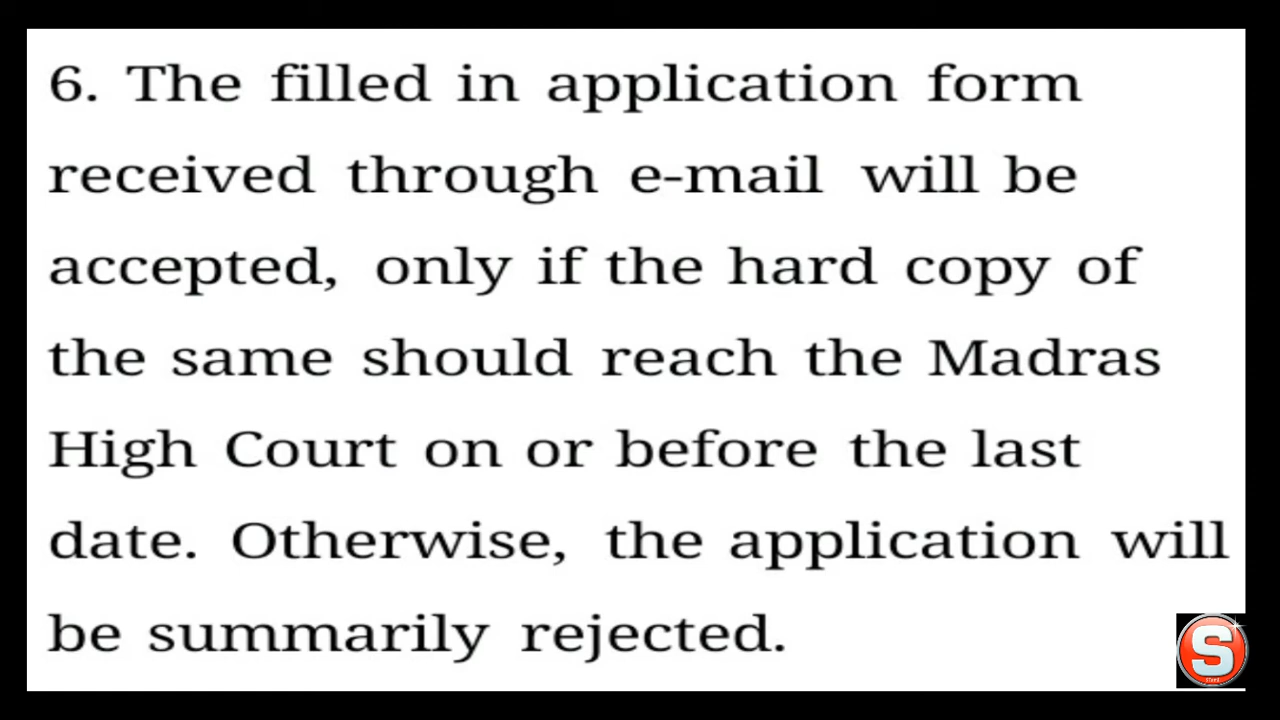 6. The filled in application form
received through e-mail will be
accepted, only if the hard copy of
the same should reach the Madras
High Court on or before the last
date. Otherwise, the application will
be summarily rejected.
S